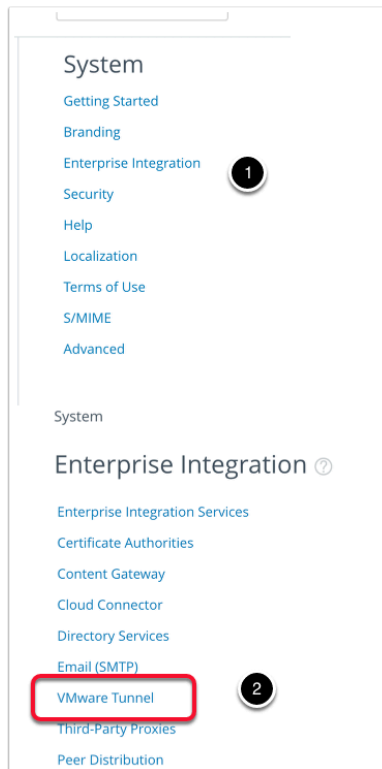 System
Getting Started
Branding
Enterprise Integration
1
Security
Help
Localization
Terms of Use
S/MIME
Advanced
System
Enterprise Integration ?
Enterprise Integration Services
Certificate Authorities
Content Gateway
Cloud Connector
Directory Services
Email (SMTP)
VMware Tunnel
2
Third-Party Proxies
Peer Distribution